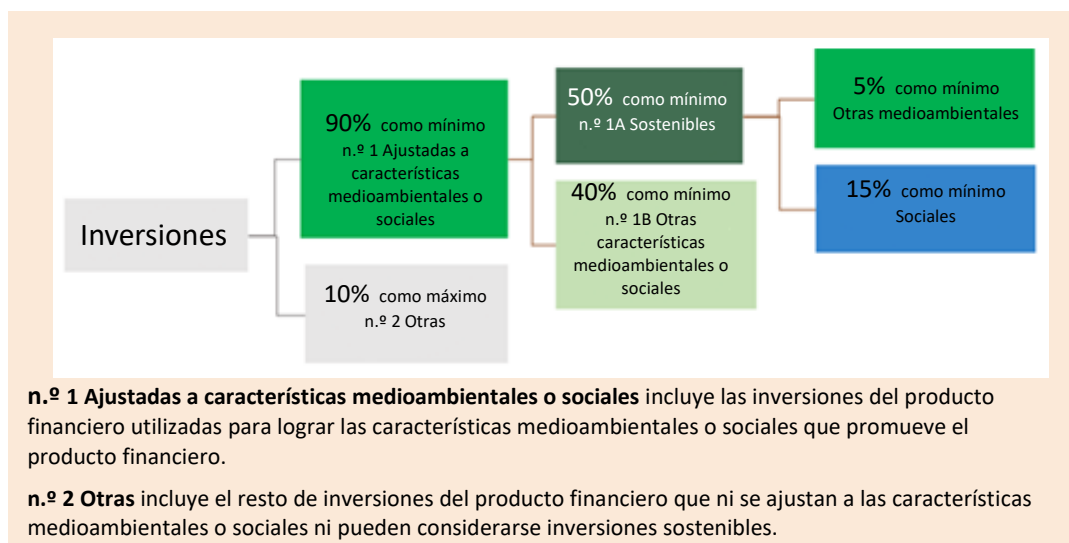 Inversiones
90% como mínimo
n.º 1 Ajustadas a
características
medioambientales o
sociales
10% como máximo
n.º 2 Otras
50% como mínimo
n.º 1A Sostenibles
40% como mínimo
n.º 1B Otras
características
medioambientales o
sociales
5% como mínimo
Otras medioambientales
15% como mínimo
Sociales
n.º 1 Ajustadas a características medioambientales o sociales incluye las inversiones del producto
financiero utilizadas para lograr las características medioambientales o sociales que promueve el
producto financiero.
n.º 2 Otras incluye el resto de inversiones del producto financiero que ni se ajustan a las características
medioambientales o sociales ni pueden considerarse inversiones sostenibles.